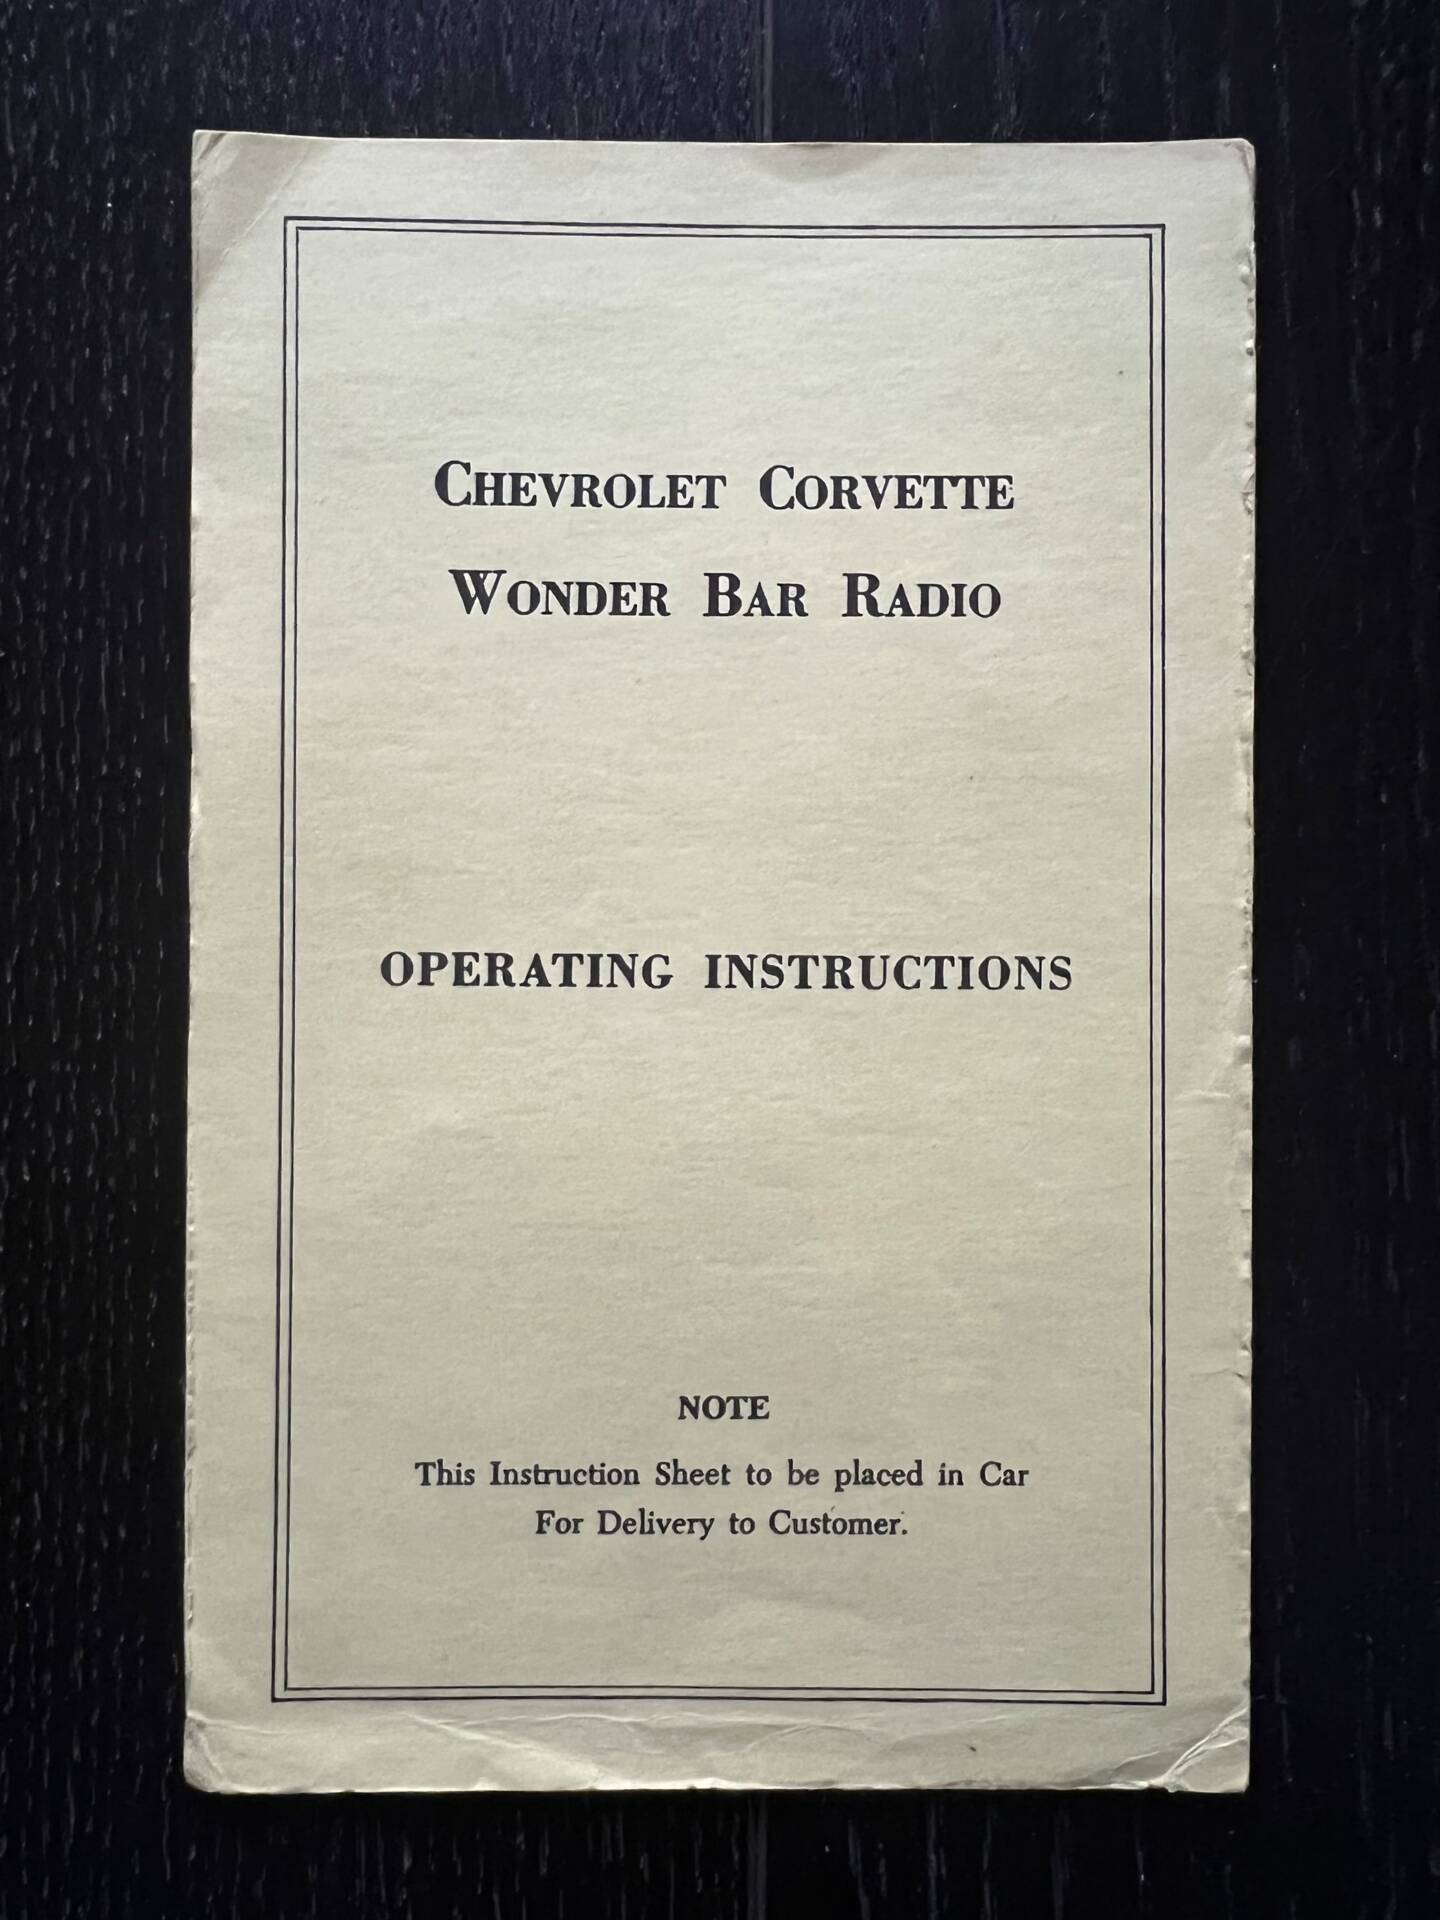 CHEVROLET CORVETTE
WONDER BAR RADIO
OPERATING INSTRUCTIONS
NOTE
This Instruction Sheet to be placed in Car
For Delivery to Customer.